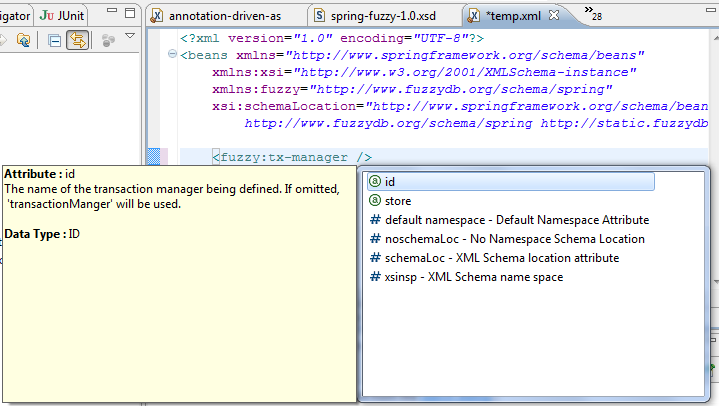 igator
JUnit
annotation-driven-as
spring-fuzzy-1.0.xsd
*temp.xml
»28
<?xml version="1.0" encoding="UTF-8"?>
<beans xmlns="http://www.springframework.org/schema/beans"
xmlns:xsi="http://www.w3.org/2001/XMLSchema-instance"
xmlns:fuzzy="http://www.fuzzydb.org/schema/spring"
xsi:schemaLocation="http://www.springframework.org/schema/bean
http://www.fuzzydb.org/schema/spring http://static.fuzzydb
<fuzzy:tx-manager />
Attribute : id
The name of the transaction manager being defined. If omitted,
'transactionManger' will be used.
Data Type : ID
id
store
# default namespace - Default Namespace Attribute
# noschemaLoc - No Namespace Schema Location
# schemaLoc - XML Schema location attribute
# xsinsp - XML Schema name space